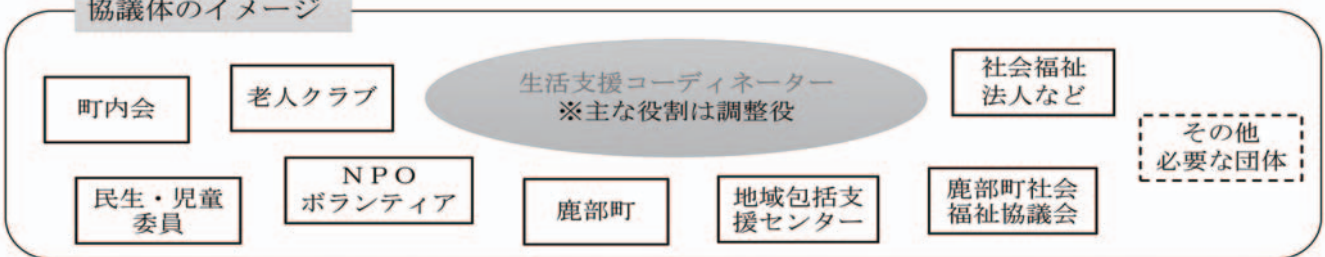 協議体のイメージ
生活支援コーディネーター
※主な役割は調整役
町内会
老人クラブ
社会福祉
法人など
その他
必要な団体
民生・児童
委員
NPO
ボランティア
鹿部町
地域包括支
援センター
鹿部町社会
福祉協議会